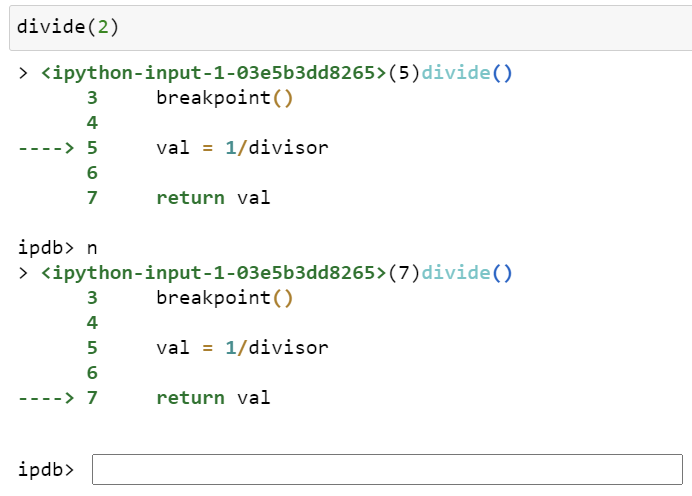 divide(2)
> <ipython-input-1-03e5b3dd8265>(5)divide()
      3     breakpoint()
      4
----> 5     val = 1/divisor
      6
      7     return val
ipdb> n
> <ipython-input-1-03e5b3dd8265>(7)divide()
      3     breakpoint()
      4
      5     val = 1/divisor
      6
----> 7     return val
ipdb>